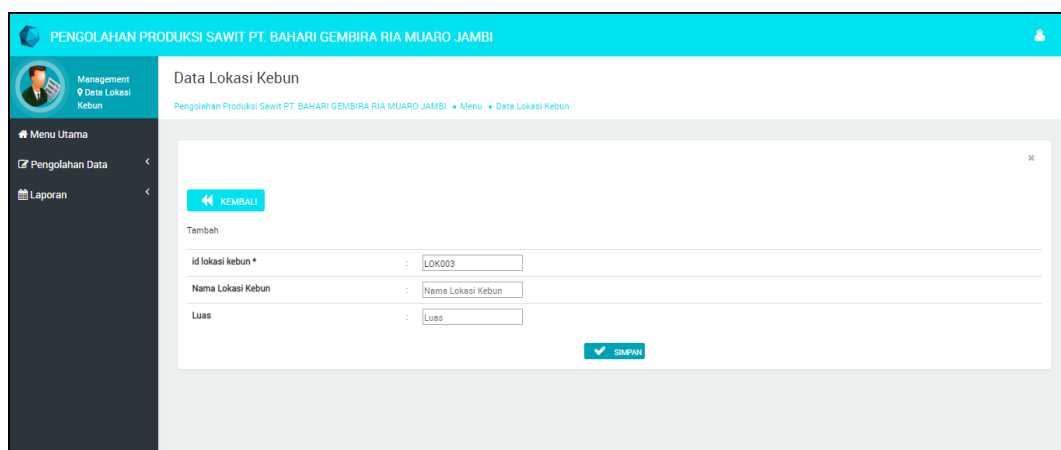 PENGOLAHAN PRODUKSI SAWIT PT. BAHARI GEMBIRA RIA MUARO JAMBI
Management
Data Lokasi
Kebun
Data Lokasi Kebun
Pengolahan Produksi Sawit PT. BAHARI GEMBIRA RIA MUARO JAMBI • Menu • Data Lokasi Kebun
Menu Utama
Pengolahan Data
Laporan
KEMBALI
Tambah
id lokasi kebun * : LOK003
Nama Lokasi Kebun : Nama Lokasi Kebun
Luas : Luas
SIMPAN